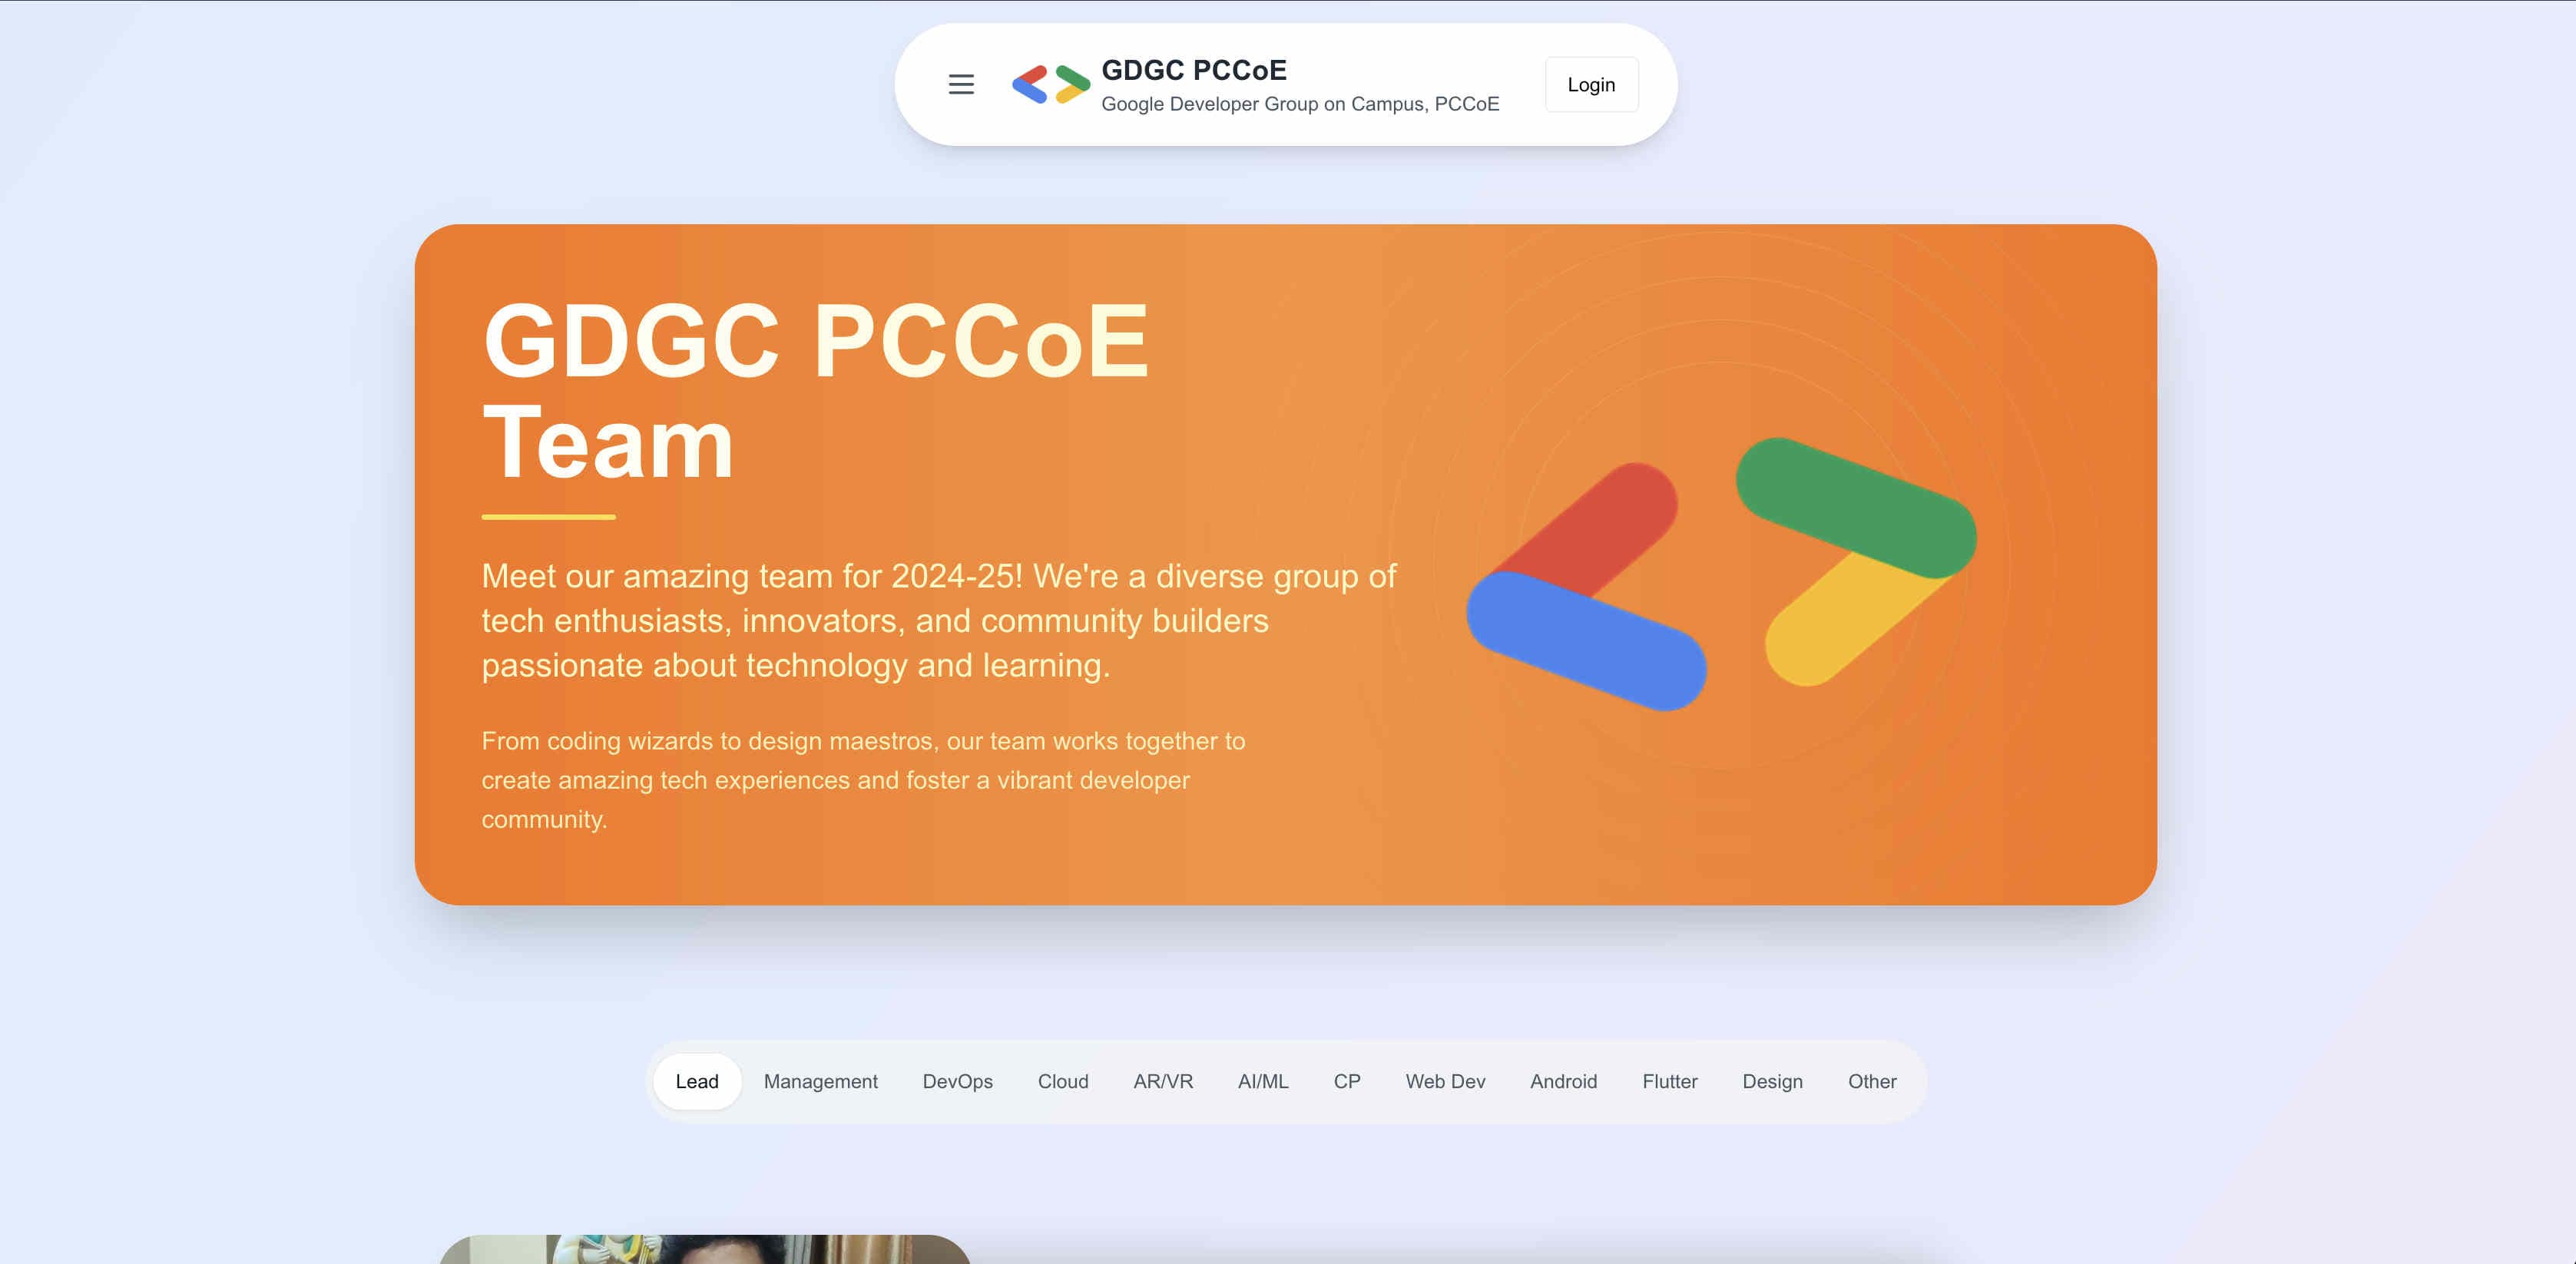 GDGC PCCoE
Google Developer Group on Campus, PCCoE
Login
GDGC PCCoE
Team
Meet our amazing team for 2024-25! We're a diverse group of
tech enthusiasts, innovators, and community builders
passionate about technology and learning.
From coding wizards to design maestros, our team works together to
create amazing tech experiences and foster a vibrant developer
community.
Lead Management DevOps Cloud AR/VR AI/ML CP Web Dev Android Flutter Design Other